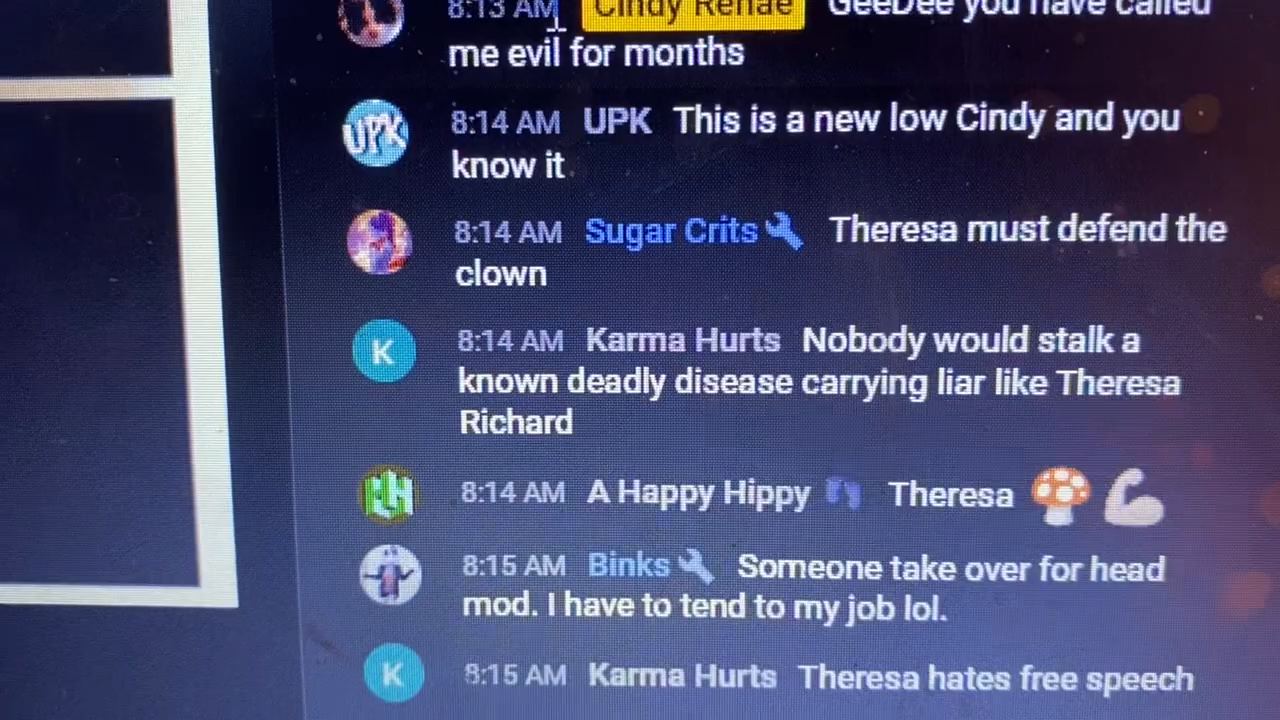 8:13 AM Cindy Renae GeeDee you have called
me evil for months
UPK 8:14 AM UPK This is a new low Cindy and you
know it
8:14 AM Sugar Crits Theresa must defend the
clown
K 8:14 AM Karma Hurts Nobody would stalk a
known deadly disease carrying liar like Theresa
Richard
8:14 AM A Happy Hippy Theresa
8:15 AM Binks Someone take over for head
mod. I have to tend to my job lol.
K 8:15 AM Karma Hurts Theresa hates free speech